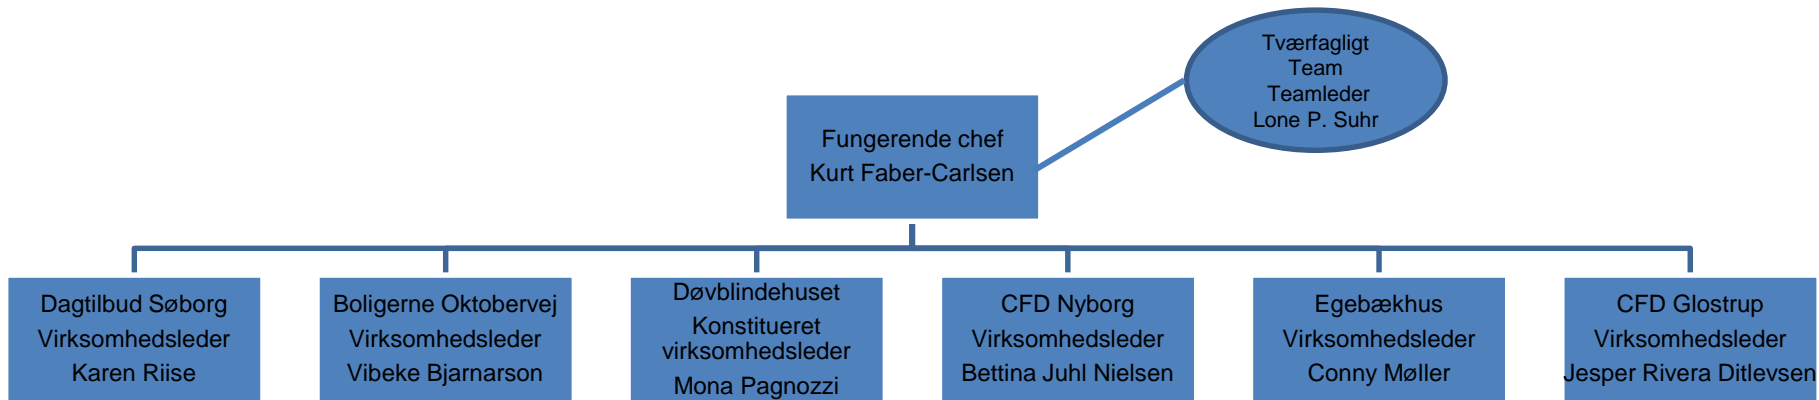 Tværfagligt
Team
Teamleder
Lone P. Suhr
Fungerende chef
Kurt Faber-Carlsen
Dagtilbud Søborg
Virksomhedsleder
Karen Riise
Boligerne Oktobervej
Virksomhedsleder
Vibeke Bjarnarson
Døvblindehuset
Konstitueret
virksomhedsleder
Mona Pagnozzi
CFD Nyborg
Virksomhedsleder
Bettina Juhl Nielsen
Egebækhus
Virksomhedsleder
Conny Møller
CFD Glostrup
Virksomhedsleder
Jesper Rivera Ditlevsen